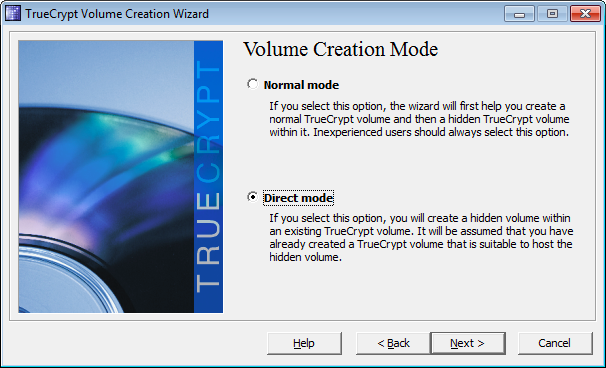 TrueCrypt Volume Creation Wizard
TRUECRYPT
Volume Creation Mode
Normal mode
If you select this option, the wizard will first help you create a
normal TrueCrypt volume and then a hidden TrueCrypt volume
within it. Inexperienced users should always select this option.
Direct mode
If you select this option, you will create a hidden volume within
an existing TrueCrypt volume. It will be assumed that you have
already created a TrueCrypt volume that is suitable to host the
hidden volume.
Help
< Back
Next >
Cancel